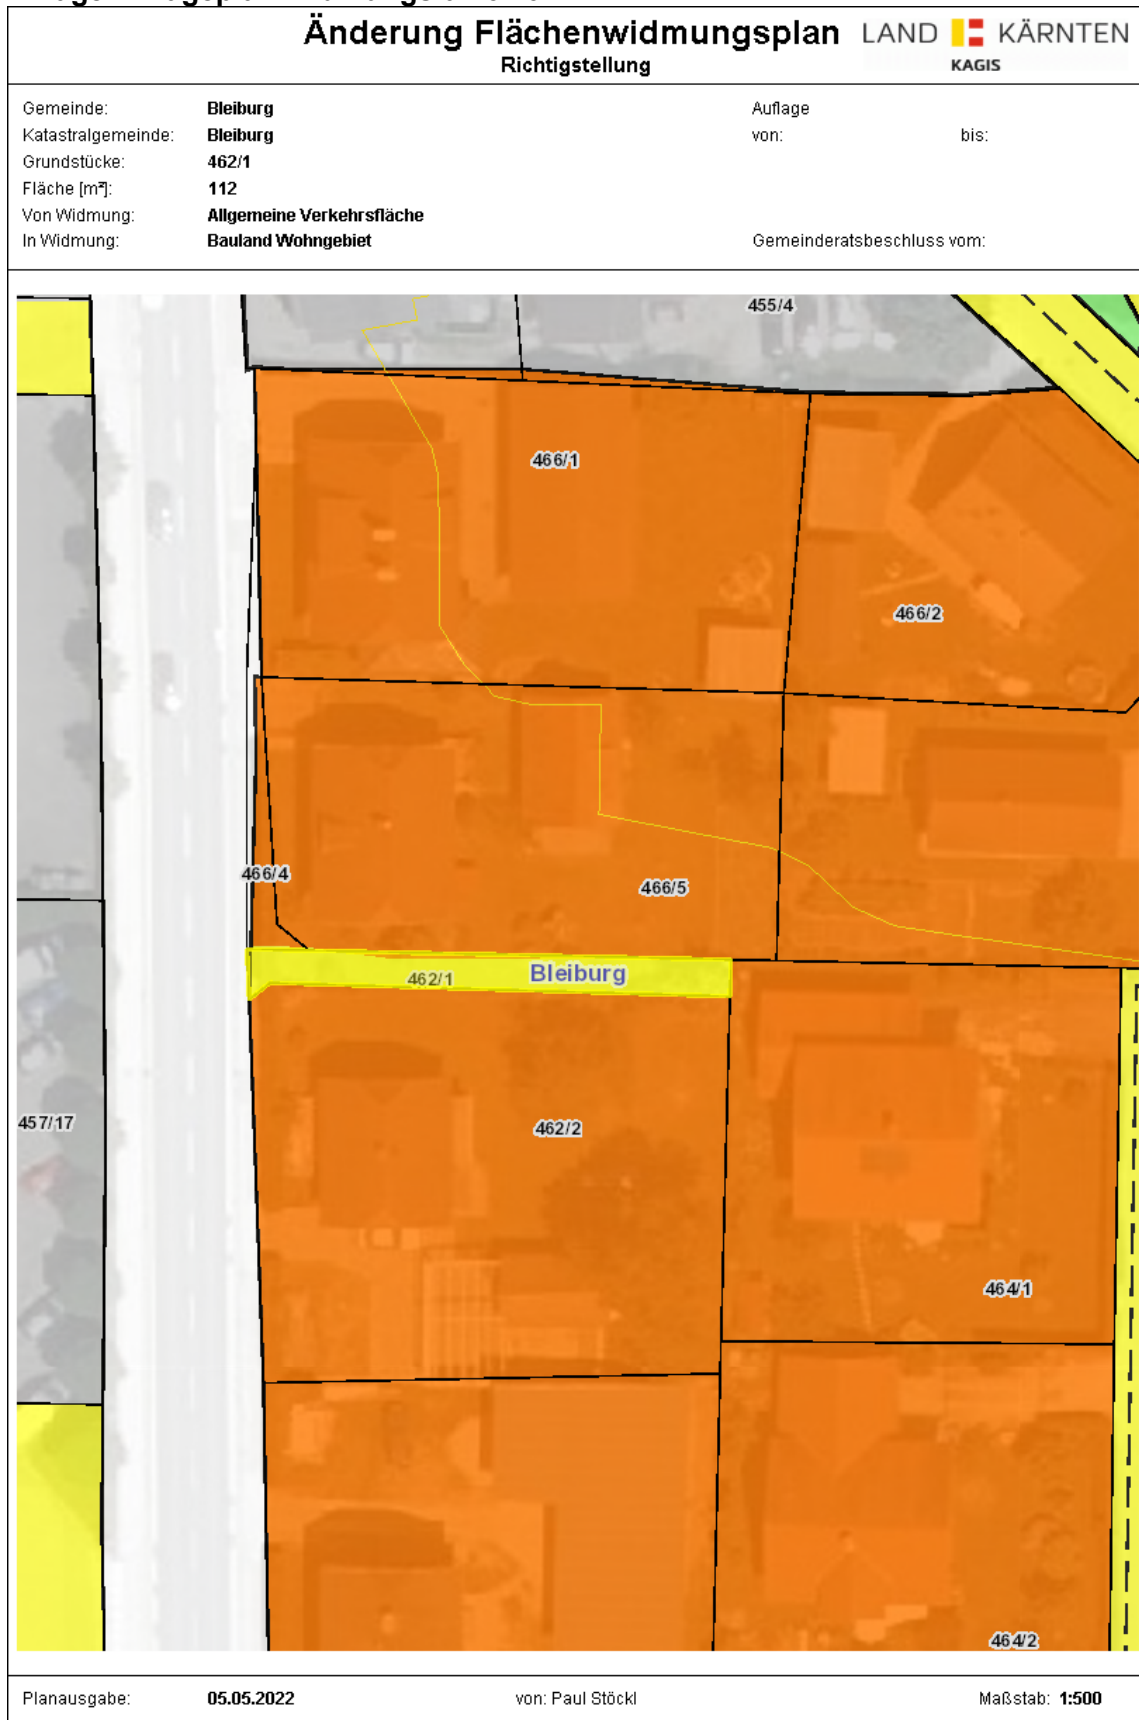 Änderung Flächenwidmungsplan LAND KÄRNTEN
Richtigstellung KAGIS
Gemeinde: Bleiburg Auflage
Katastralgemeinde: Bleiburg von: bis:
Grundstücke: 462/1
Fläche [m²]: 112
Von Widmung: Allgemeine Verkehrsfläche
In Widmung: Bauland Wohngebiet Gemeinderatsbeschluss vom:
455/4
466/1
466/2
466/4
466/5
462/1 Bleiburg
457/17
462/2
464/1
464/2
Planausgabe: 05.05.2022 von: Paul Stöckl Maßstab: 1:500